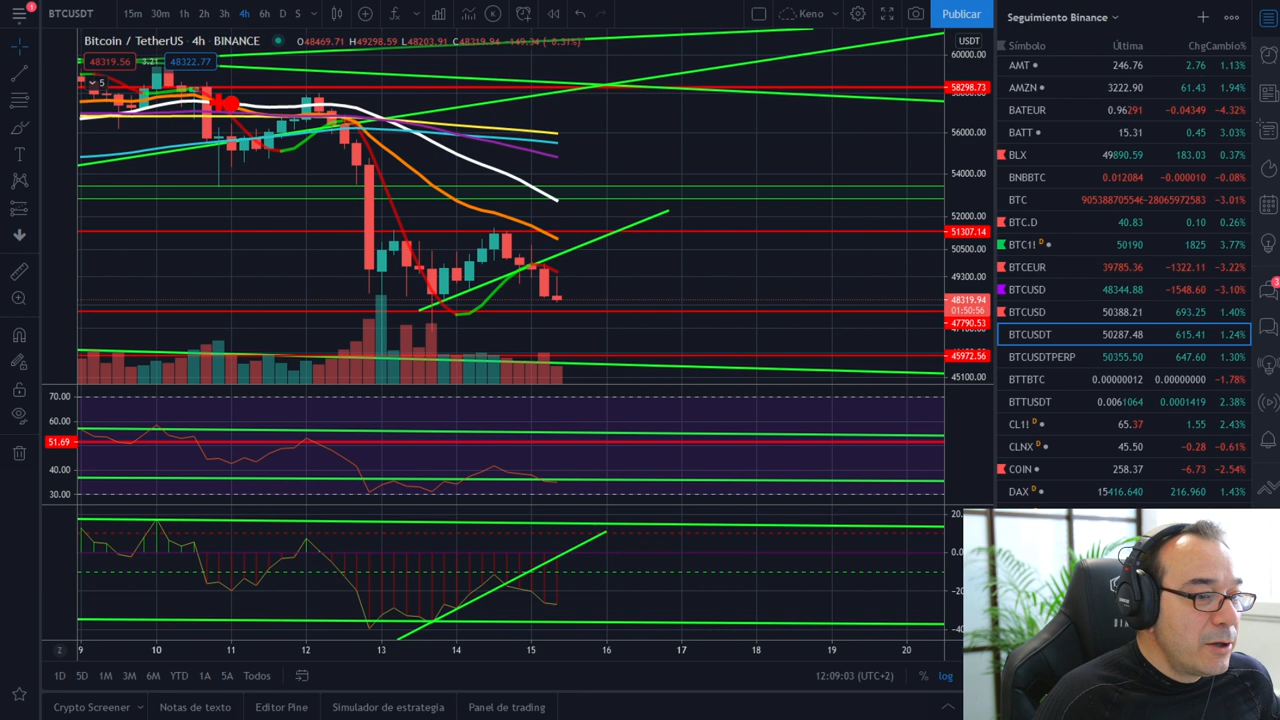 1
BTCUSDT 15m 30m 1h 2h 3h 4h 6h D S Keno Publicar
Seguimiento Binance
Bitcoin / TetherUS 4h BINANCE O48469.71 H49298.59 L48203.91 C48319.94 −149.34 (−0.31%)
48319.56 3.21 48322.77
5
USDT
60000.00
58298.73
56000.00
54000.00
52000.00
51307.14
50500.00
49300.00
48319.94
01:50:56
47790.53
45972.56
45100.00
Símbolo Última Chg Cambio%
AMT 246.76 2.76 1.13%
AMZN 3222.90 61.43 1.94%
BATEUR 0.96291 −0.04349 −4.32%
BATT 15.31 0.45 3.03%
BLX 49890.59 183.03 0.37%
BNBBTC 0.012084 −0.000010 −0.08%
BTC 905388705546 −28065972583 −3.01%
BTC.D 40.83 0.10 0.26%
BTC1! D 50190 1825 3.77%
BTCEUR 39785.36 −1322.11 −3.22%
BTCUSD 48344.88 −1548.60 −3.10%
BTCUSD 50388.21 693.25 1.40%
BTCUSDT 50287.48 615.41 1.24%
BTCUSDTPERP 50355.50 647.60 1.30%
BTTBTC 0.00000012 0.00000000 −1.78%
BTTUSDT 0.0061064 0.0001419 2.38%
CL1! D 65.37 1.55 2.43%
CLNX D 45.50 −0.28 −0.61%
COIN 258.37 −6.73 −2.54%
DAX D 15416.640 216.960 1.43%
70.00
60.00
51.69
40.00
30.00
Z 9 10 11 12 13 14 15 16 17 18 19 20
1D 5D 1M 3M 6M YTD 1A 5A Todos 12:09:03 (UTC+2) % log
Crypto Screener Notas de texto Editor Pine Simulador de estrategia Panel de trading